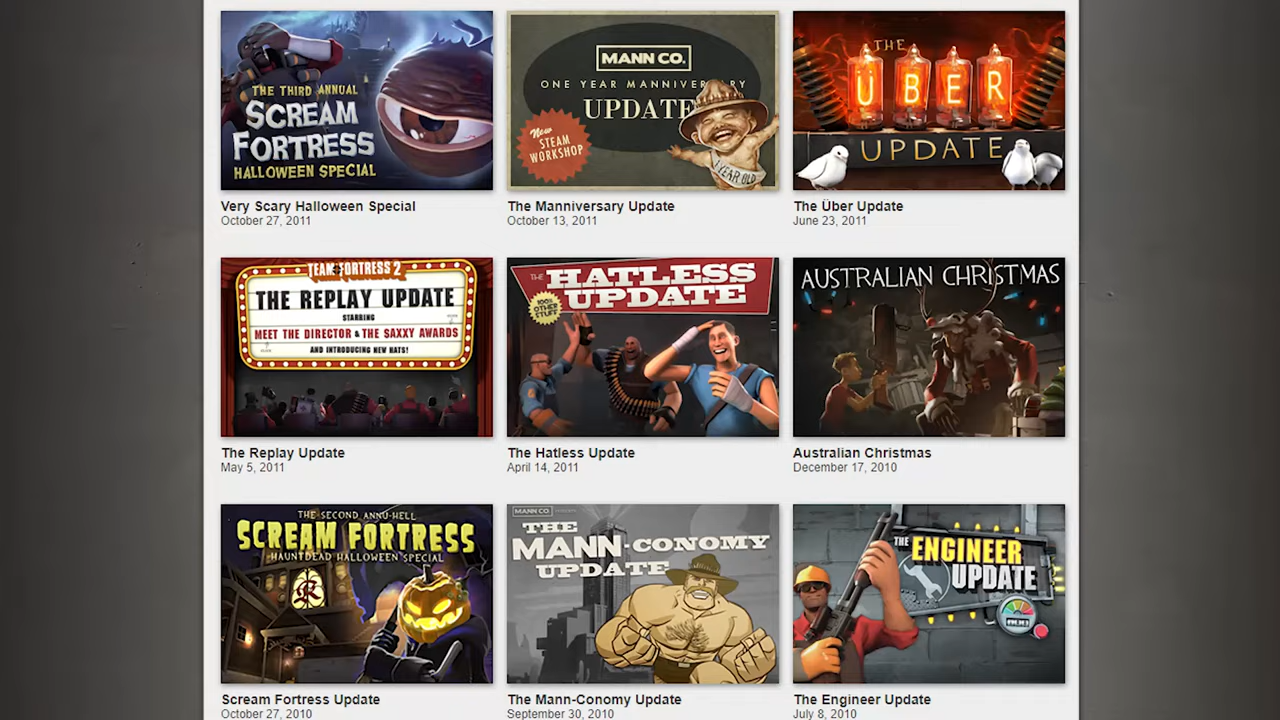 THE THIRD ANNUAL
SCREAM
FORTRESS
HALLOWEEN SPECIAL
Very Scary Halloween Special
October 27, 2011
MANN CO.
ONE YEAR MANNIVERSARY
UPDATE
New
STEAM
WORKSHOP
1 YEAR OLD
The Manniversary Update
October 13, 2011
THE
ÜBER
UPDATE
The Über Update
June 23, 2011
TEAM FORTRESS 2
THE REPLAY UPDATE
STARRING
MEET THE DIRECTOR & THE SAXXY AWARDS
AND INTRODUCING NEW HATS!
The Replay Update
May 5, 2011
THE HATLESS
UPDATE
100%
OTHER
STUFF
The Hatless Update
April 14, 2011
AUSTRALIAN CHRISTMAS
Australian Christmas
December 17, 2010
THE SECOND ANNU-HELL
SCREAM FORTRESS
HAUNTDEAD HALLOWEEN SPECIAL
R
Scream Fortress Update
October 27, 2010
MANN CO.
THE
MANN-CONOMY
UPDATE
The Mann-Conomy Update
September 30, 2010
THE ENGINEER
UPDATE
The Engineer Update
July 8, 2010